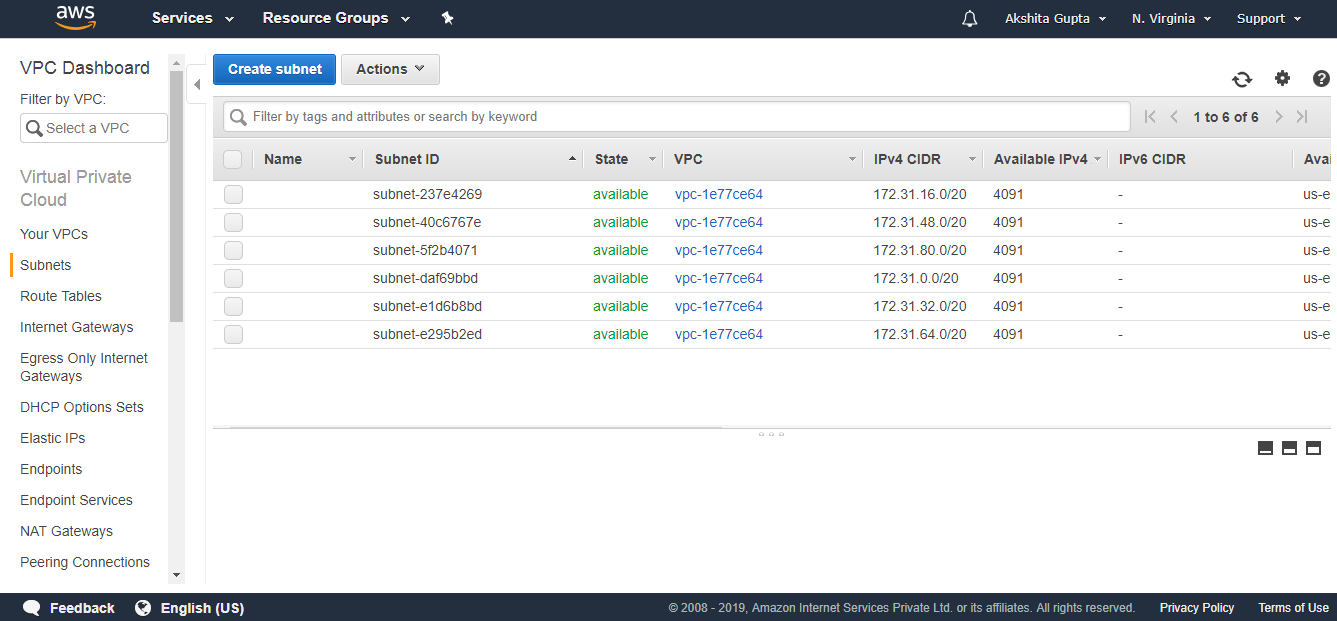 aws Services Resource Groups Akshita Gupta N. Virginia Support
VPC Dashboard
Filter by VPC:
Select a VPC
Virtual Private
Cloud
Your VPCs
Subnets
Route Tables
Internet Gateways
Egress Only Internet
Gateways
DHCP Options Sets
Elastic IPs
Endpoints
Endpoint Services
NAT Gateways
Peering Connections
Create subnet Actions
Filter by tags and attributes or search by keyword 1 to 6 of 6
Name Subnet ID State VPC IPv4 CIDR Available IPv4 IPv6 CIDR Avai
subnet-237e4269 available vpc-1e77ce64 172.31.16.0/20 4091 - us-e
subnet-40c6767e available vpc-1e77ce64 172.31.48.0/20 4091 - us-e
subnet-5f2b4071 available vpc-1e77ce64 172.31.80.0/20 4091 - us-e
subnet-daf69bbd available vpc-1e77ce64 172.31.0.0/20 4091 - us-e
subnet-e1d6b8bd available vpc-1e77ce64 172.31.32.0/20 4091 - us-e
subnet-e295b2ed available vpc-1e77ce64 172.31.64.0/20 4091 - us-e
Feedback English (US) © 2008 - 2019, Amazon Internet Services Private Ltd. or its affiliates. All rights reserved. Privacy Policy Terms of Use